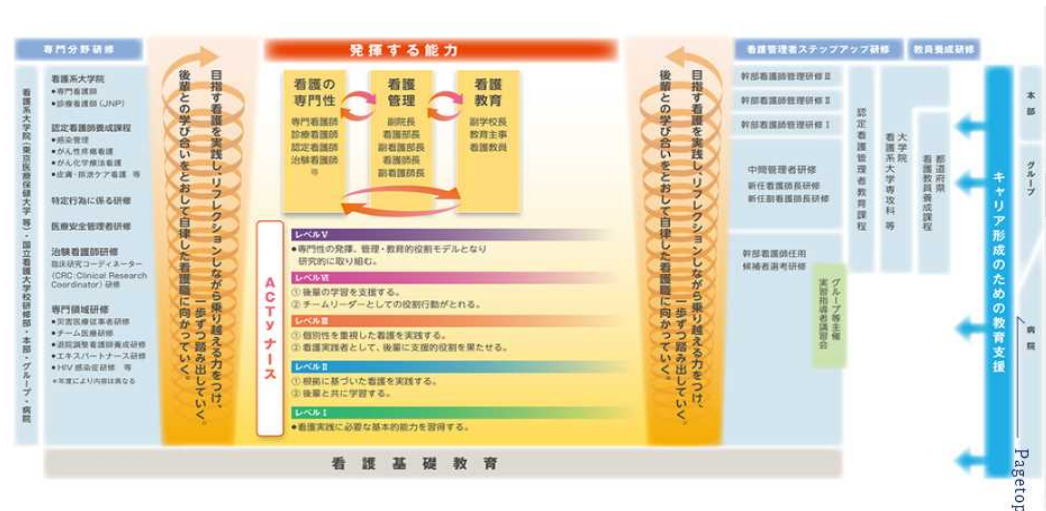 専門分野研修
看護系大学院(東京医療保健大学 等)・国立看護大学校研修部・本部・グループ・病院
看護系大学院
●専門看護師
●診療看護師(JNP)
認定看護師養成課程
●感染管理
●がん性疼痛看護
●がん化学療法看護
●皮膚・排泄ケア看護 等
特定行為に係る研修
医療安全管理者研修
治験看護師研修
臨床研究コーディネーター
(CRC:Clinical Research
Coordinator)研修
専門領域研修
●災害医療従事者研修
●チーム医療研修
●退院調整看護師養成研修
●エキスパートナース研修
●HIV感染症研修 等
*年度により内容は異なる
目指す看護を実践し、リフレクションしながら乗り越える力をつけ、
後輩との学び合いをとおして自律した看護職に向かっていく。
一歩ずつ踏み出していく。
発揮する能力
看護の
専門性
専門看護師
診療看護師
認定看護師
治験看護師
等
看護
管理
副院長
看護部長
副看護部長
看護師長
副看護師長
看護
教育
副学校長
教育主事
看護教員
ACTyナース
レベルⅤ
●専門性の発揮、管理・教育的役割モデルとなり
研究的に取り組む。
レベルⅥ
① 後輩の学習を支援する。
② チームリーダーとしての役割行動がとれる。
レベルⅢ
① 個別性を重視した看護を実践する。
② 看護実践者として、後輩に支援的役割を果たせる。
レベルⅡ
① 根拠に基づいた看護を実践する。
② 後輩と共に学習する。
レベルⅠ
●看護実践に必要な基本的能力を習得する。
目指す看護を実践し、リフレクションしながら乗り越える力をつけ、
後輩との学び合いをとおして自律した看護職に向かっていく。
一歩ずつ踏み出していく。
看護管理者ステップアップ研修
幹部看護師管理研修Ⅲ
幹部看護師管理研修Ⅱ
幹部看護師管理研修Ⅰ
中間管理者研修
新任看護師長研修
新任副看護師長研修
幹部看護師任用
候補者選考研修
認定看護管理者教育課程
大学院
看護系大学専攻科 等
グループ等主催
実習指導者講習会
教員養成研修
都道府県
看護教員養成課程
キャリア形成のための教育支援
本部
グループ
病院
看護基礎教育
Pagetop